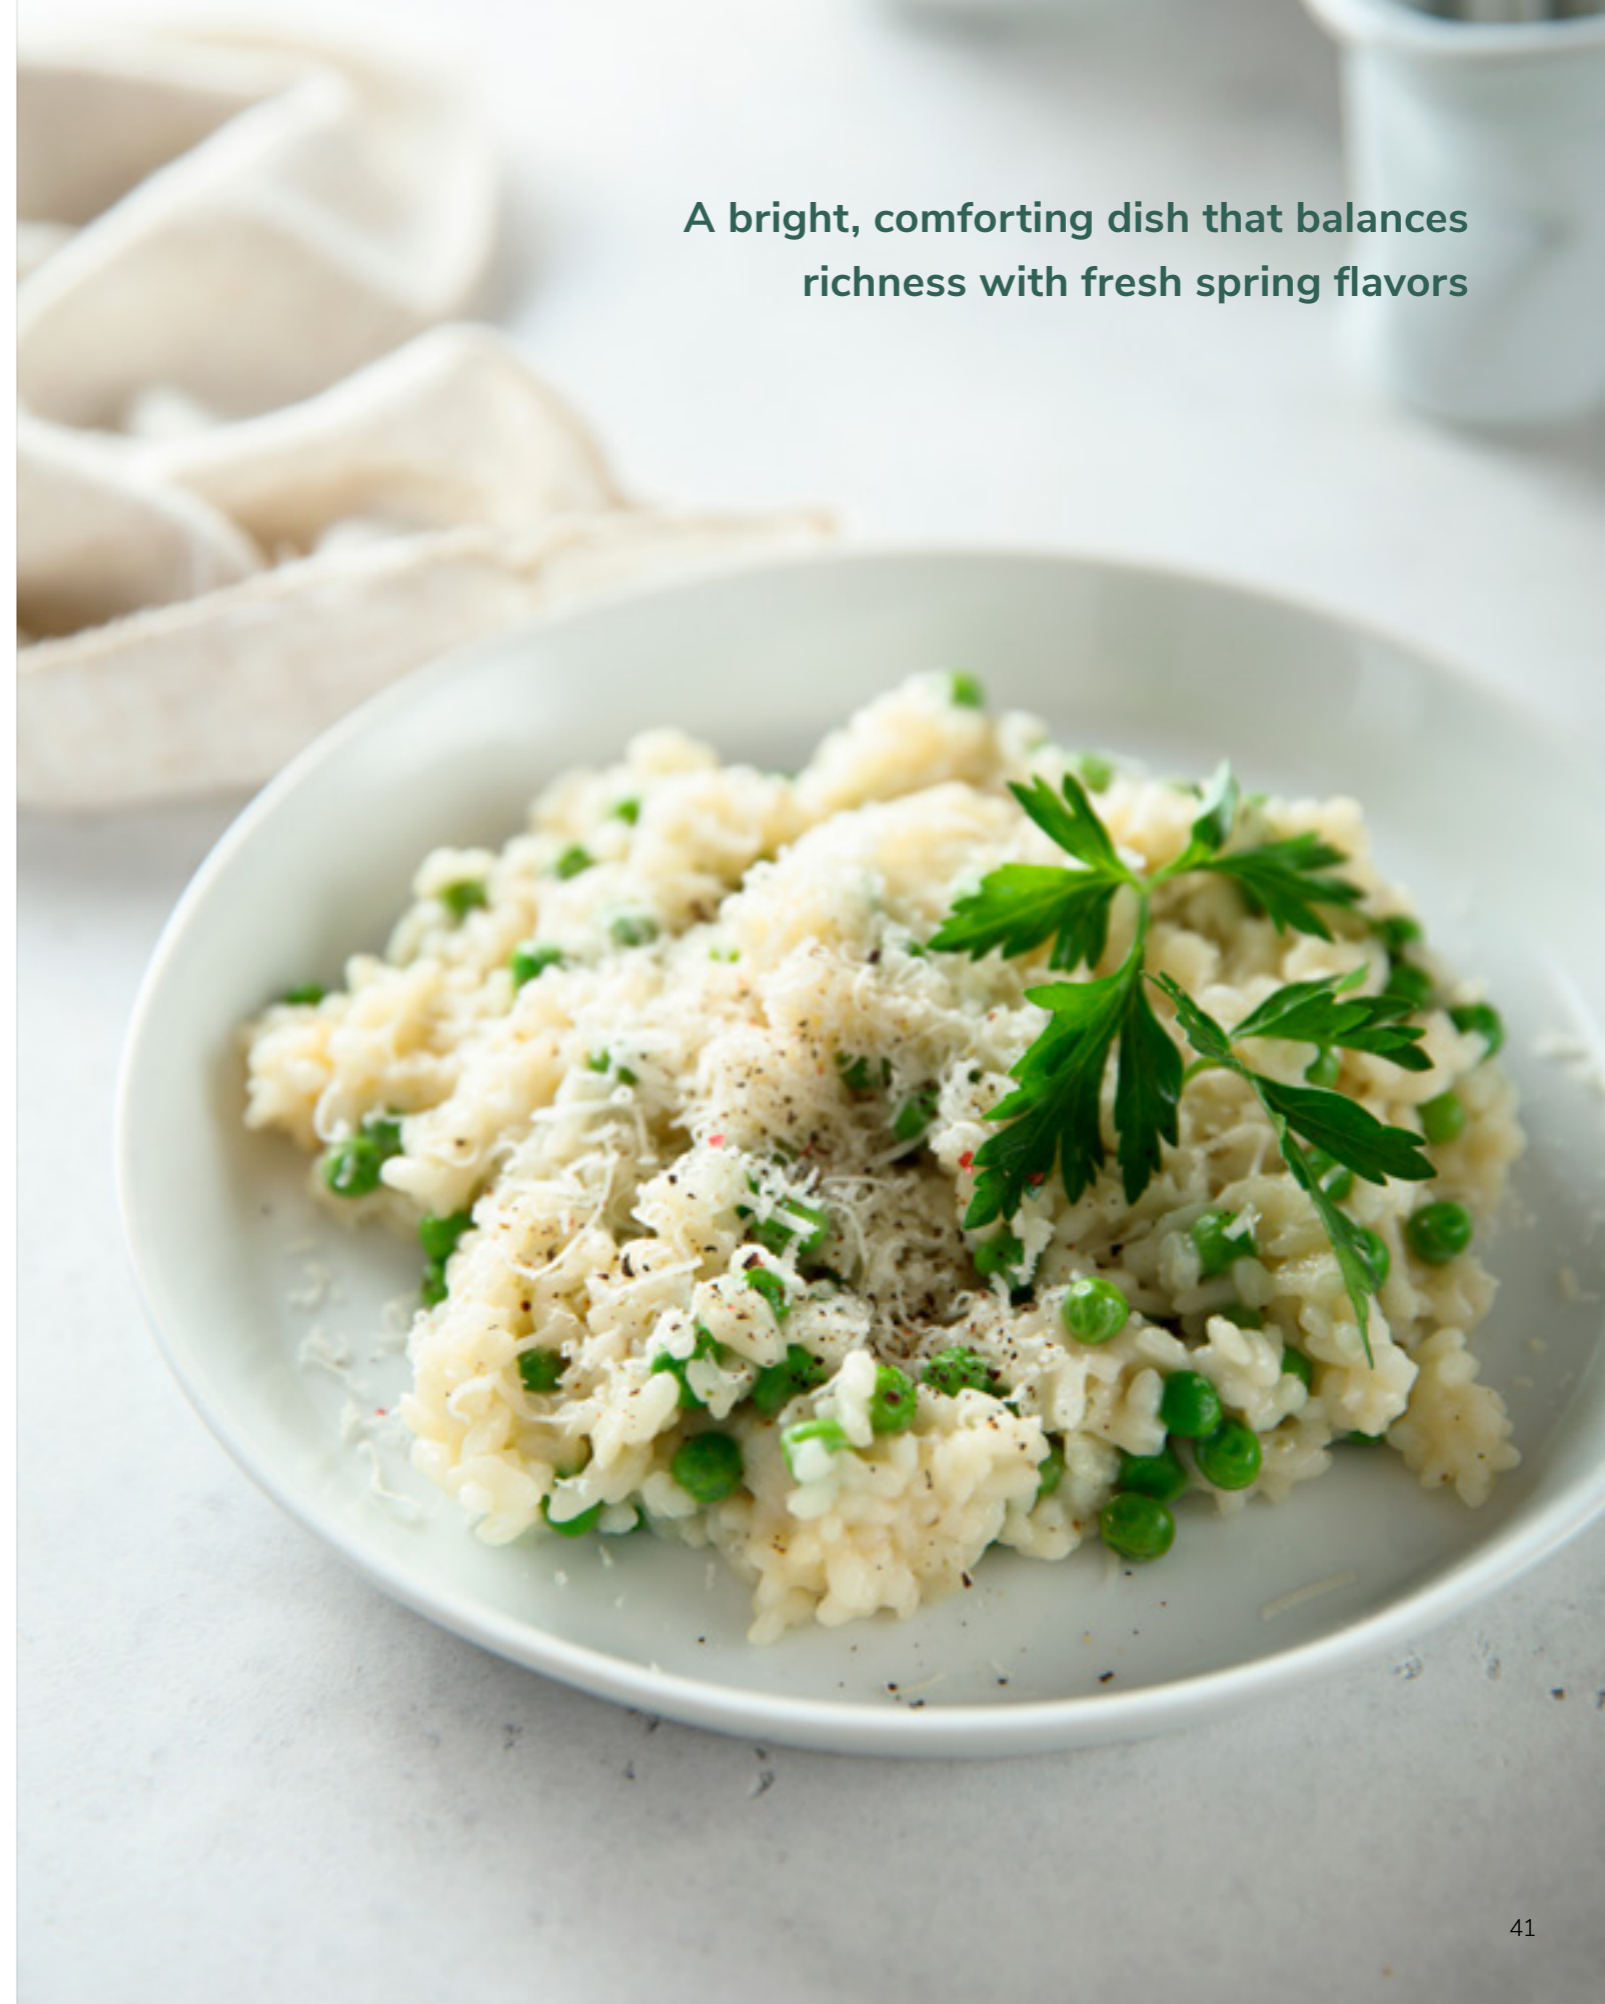 A bright, comforting dish that balances
richness with fresh spring flavors
41